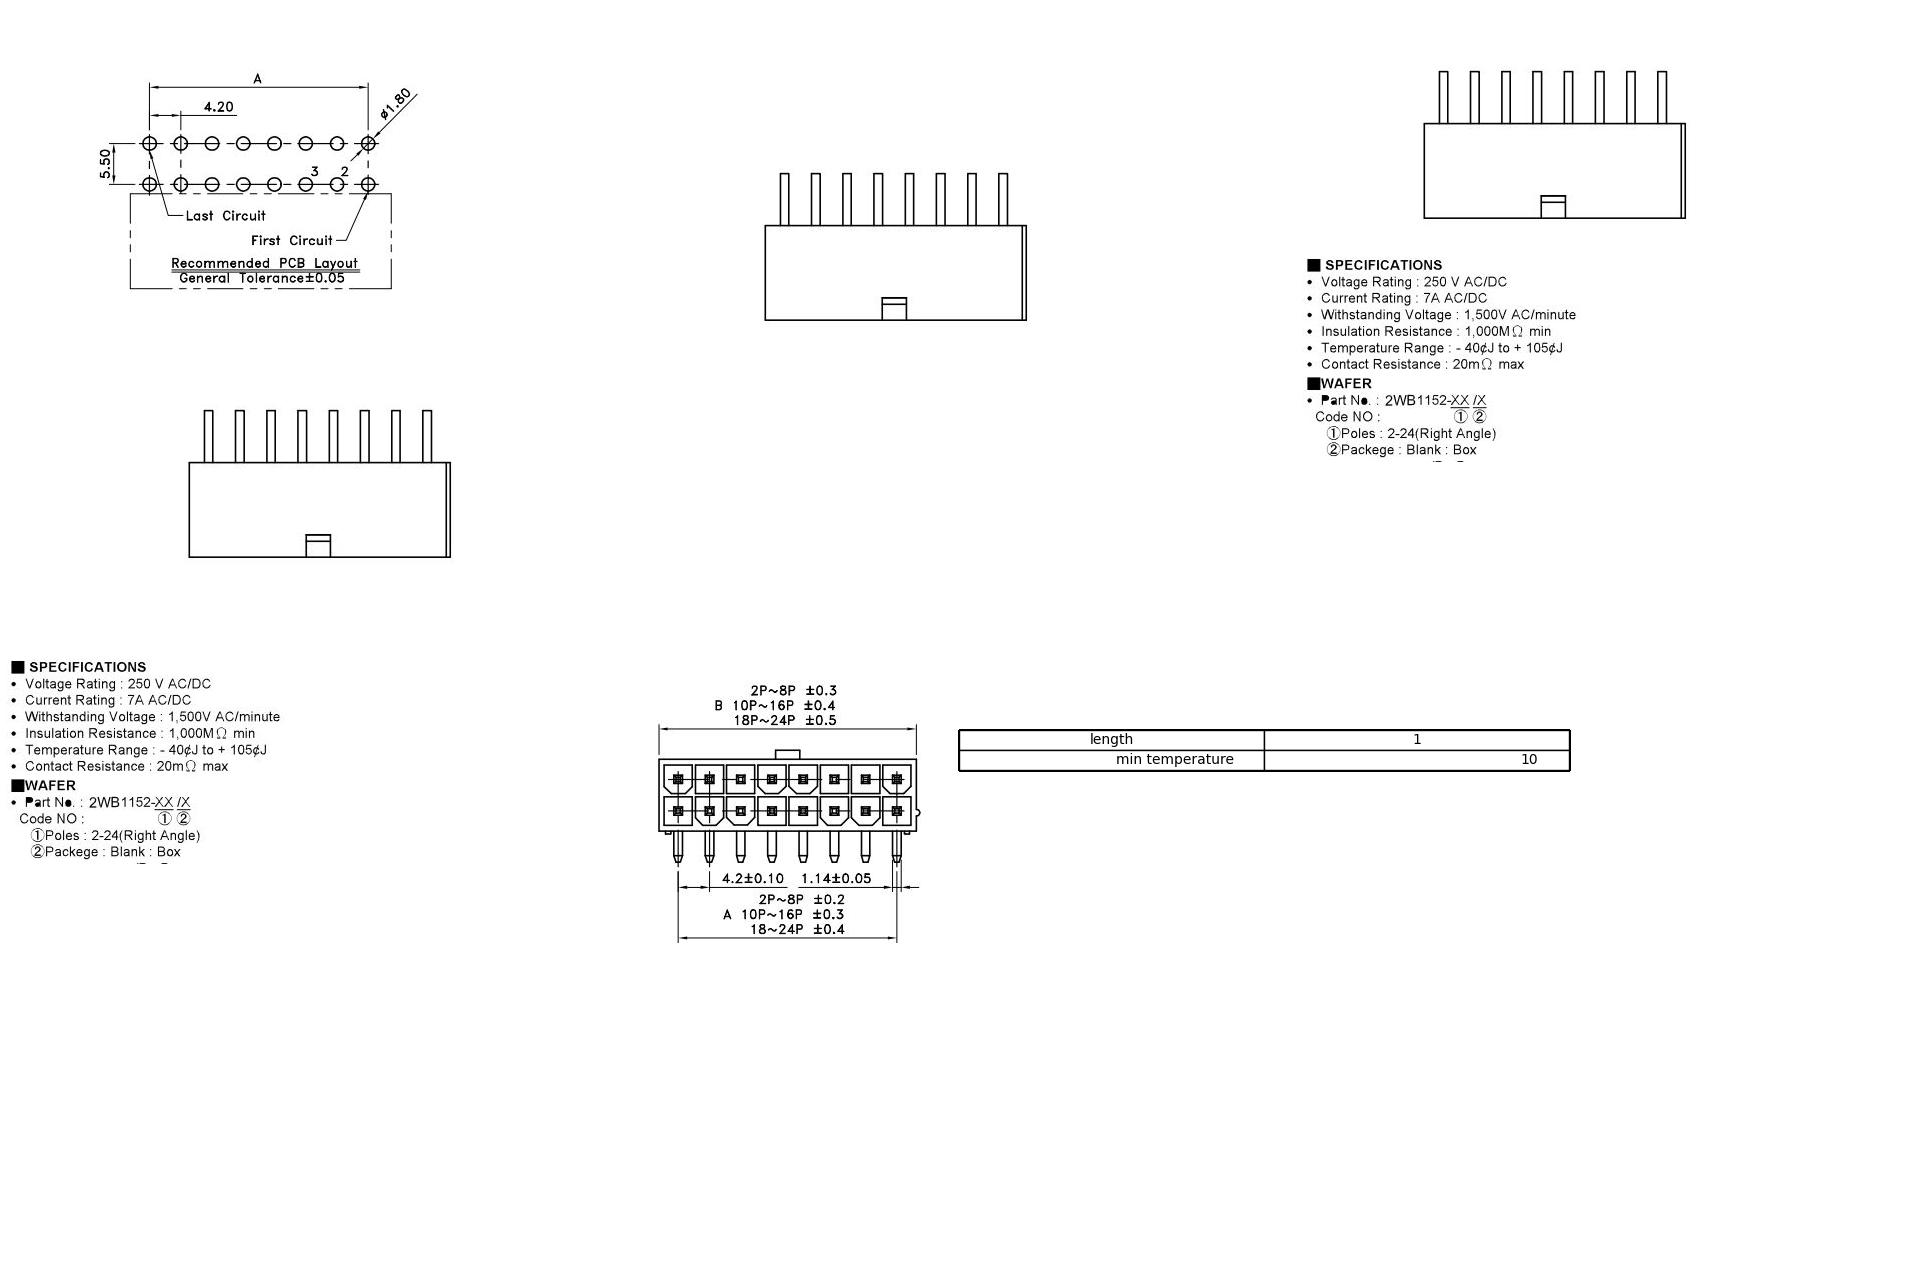 A
4.20
ø1.80
5.50
3 2
Last Circuit
First Circuit
Recommended PCB Layout
General Tolerance±0.05
■ SPECIFICATIONS
• Voltage Rating : 250 V AC/DC
• Current Rating : 7A AC/DC
• Withstanding Voltage : 1,500V AC/minute
• Insulation Resistance : 1,000MΩ min
• Temperature Range : - 40¢J to + 105¢J
• Contact Resistance : 20mΩ max
■WAFER
• Part No. : 2WB1152-XX /X
Code NO : ① ②
①Poles : 2-24(Right Angle)
②Packege : Blank : Box
■ SPECIFICATIONS
• Voltage Rating : 250 V AC/DC
• Current Rating : 7A AC/DC
• Withstanding Voltage : 1,500V AC/minute
• Insulation Resistance : 1,000MΩ min
• Temperature Range : - 40¢J to + 105¢J
• Contact Resistance : 20mΩ max
■WAFER
• Part No. : 2WB1152-XX /X
Code NO : ① ②
①Poles : 2-24(Right Angle)
②Packege : Blank : Box
2P~8P ±0.3
B 10P~16P ±0.4
18P~24P ±0.5
4.2±0.10 1.14±0.05
2P~8P ±0.2
A 10P~16P ±0.3
18~24P ±0.4
length 1
min temperature 10